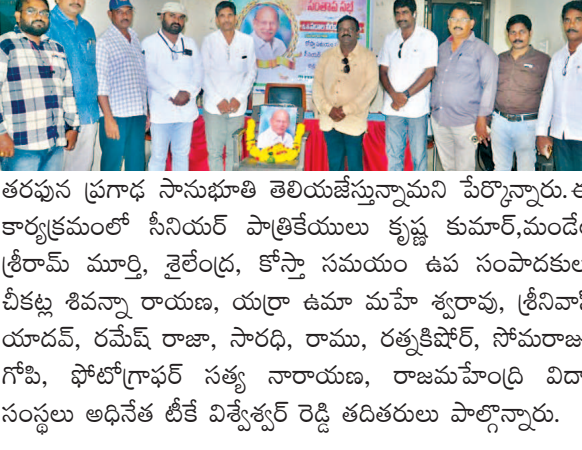 సంతాప సభ
తరఫున ప్రగాఢ సానుభూతి తెలియజేస్తున్నామని పేర్కొన్నారు.ఈ
కార్యక్రమంలో సీనియర్ పాత్రికేయులు కృష్ణ కుమార్,మండేల
శ్రీరామ్ మూర్తి, శైలేంద్ర, కోస్తా సమయం ఉప సంపాదకులు
చీకట్ల శివన్నా రాయణ, యర్రా ఉమా మహే శ్వరావు, శ్రీనివాస్
యాదవ్, రమేష్ రాజా, సారధి, రాము, రత్నకిషోర్, సోమరాజు
గోపి, ఫోటోగ్రాఫర్ సత్య నారాయణ, రాజమహేంద్రి విద్యా
సంస్థలు అధినేత టీకే విశ్వేశ్వర్ రెడ్డి తదితరులు పాల్గొన్నారు.